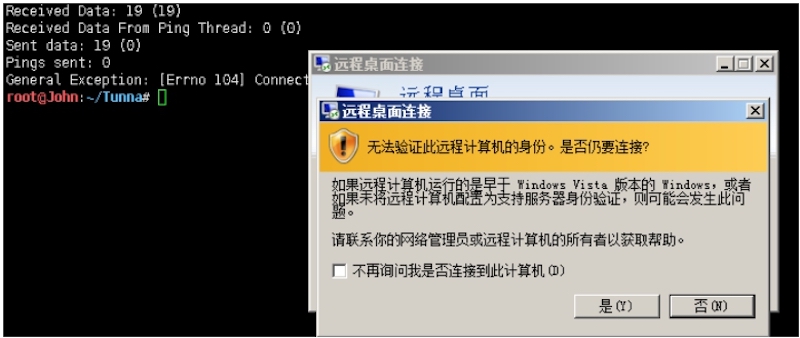 Received Data: 19 (19)
Received Data From Ping Thread: 0 (0)
Sent data: 19 (0)
Pings sent: 0
General Exception: [Errno 104] Connect
root@John:~/Tunna#
远程桌面连接
远程桌面
远程桌面连接
无法验证此远程计算机的身份。是否仍要连接?
如果远程计算机运行的是早于 Windows Vista 版本的 Windows，或者
如果未将远程计算机配置为支持服务器身份验证，则可能会发生此问
题。
请联系你的网络管理员或远程计算机的所有者以获取帮助。
不再询问我是否连接到此计算机(D)
是(Y)
否(N)